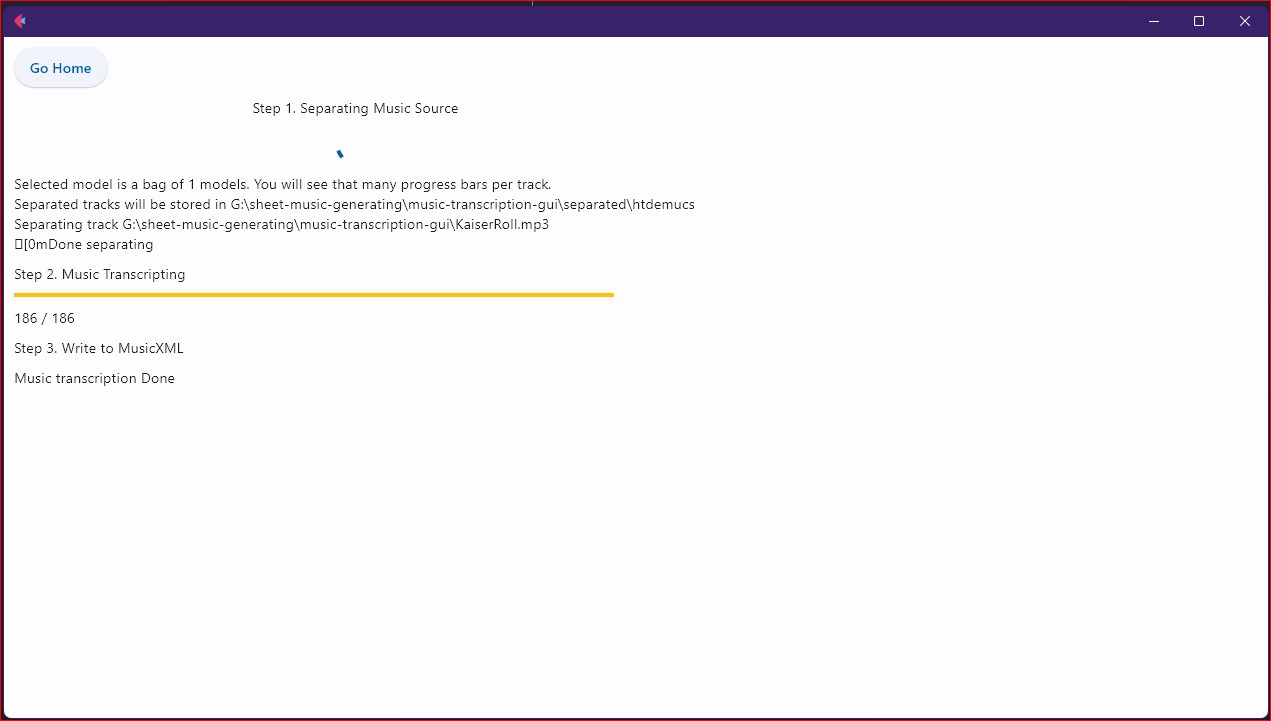 Go Home
Step 1. Separating Music Source
Selected model is a bag of 1 models. You will see that many progress bars per track.
Separated tracks will be stored in G:\sheet-music-generating\music-transcription-gui\separated\htdemucs
Separating track G:\sheet-music-generating\music-transcription-gui\KaiserRoll.mp3
▯[0mDone separating
Step 2. Music Transcripting
186 / 186
Step 3. Write to MusicXML
Music transcription Done